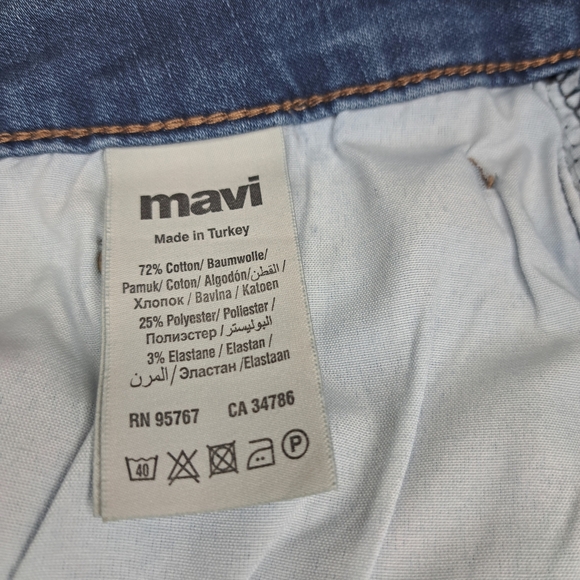 mavi
Made in Turkey
72% Cotton/ Baumwolle/
Pamuk/ Coton/ Algodón/القطن/
Хлопок / Bavlna / Katoen
25% Polyester/ Poliester/
Полиэстер/ البوليستر/
3% Elastane / Elastan /
المرن/Эластан /Elastaan
RN 95767 CA 34786
40 P